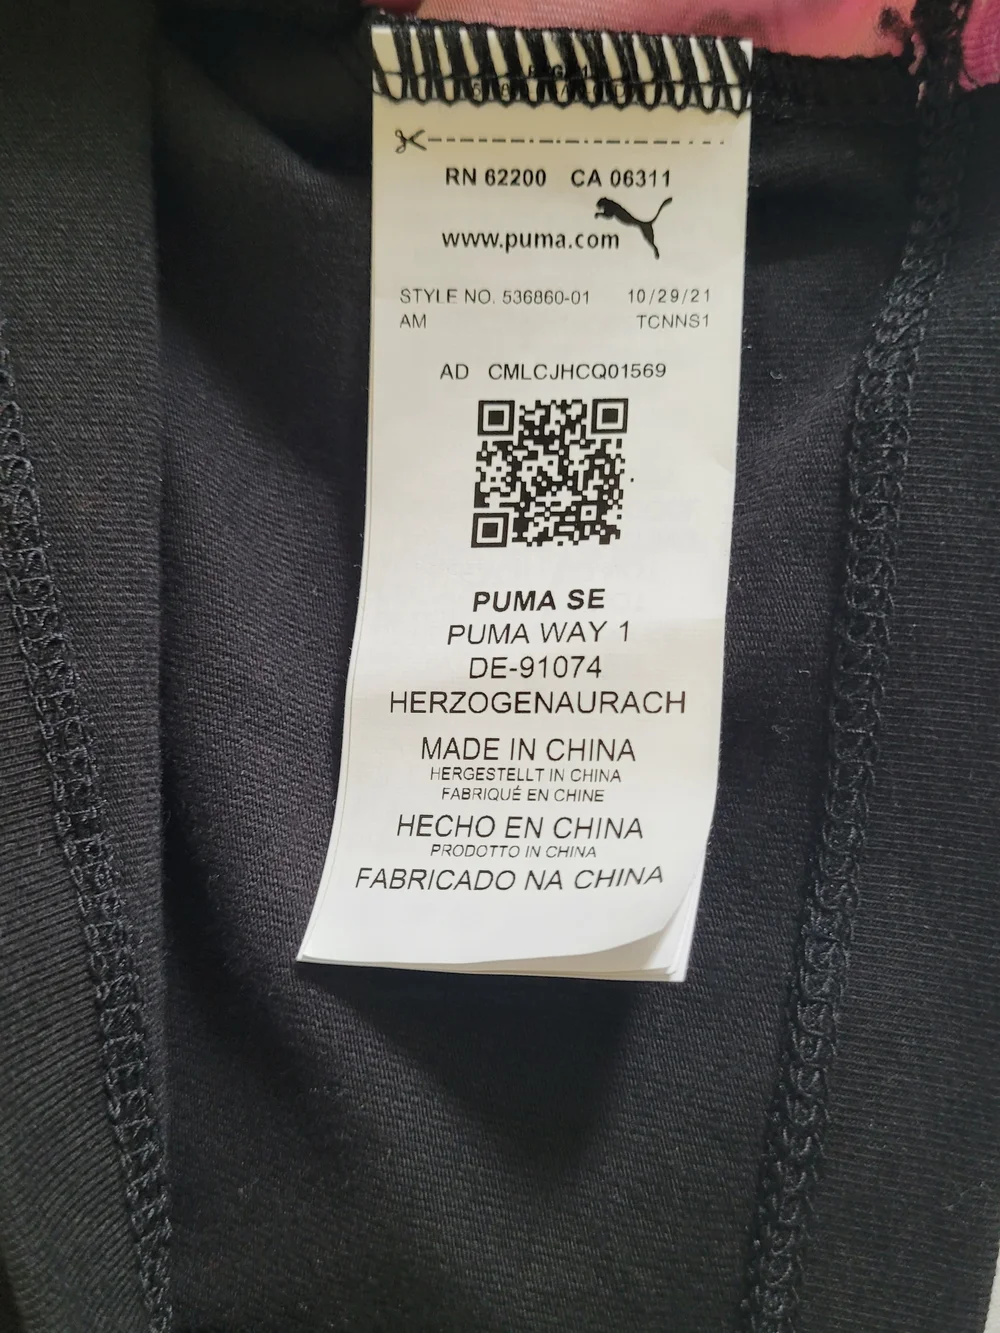 RN 62200 CA 06311
www.puma.com
STYLE NO. 536860-01 10/29/21
AM TCNNS1
AD CMLCJHCQ01569
PUMA SE
PUMA WAY 1
DE-91074
HERZOGENAURACH
MADE IN CHINA
HERGESTELLT IN CHINA
FABRIQUÉ EN CHINE
HECHO EN CHINA
PRODOTTO IN CHINA
FABRICADO NA CHINA